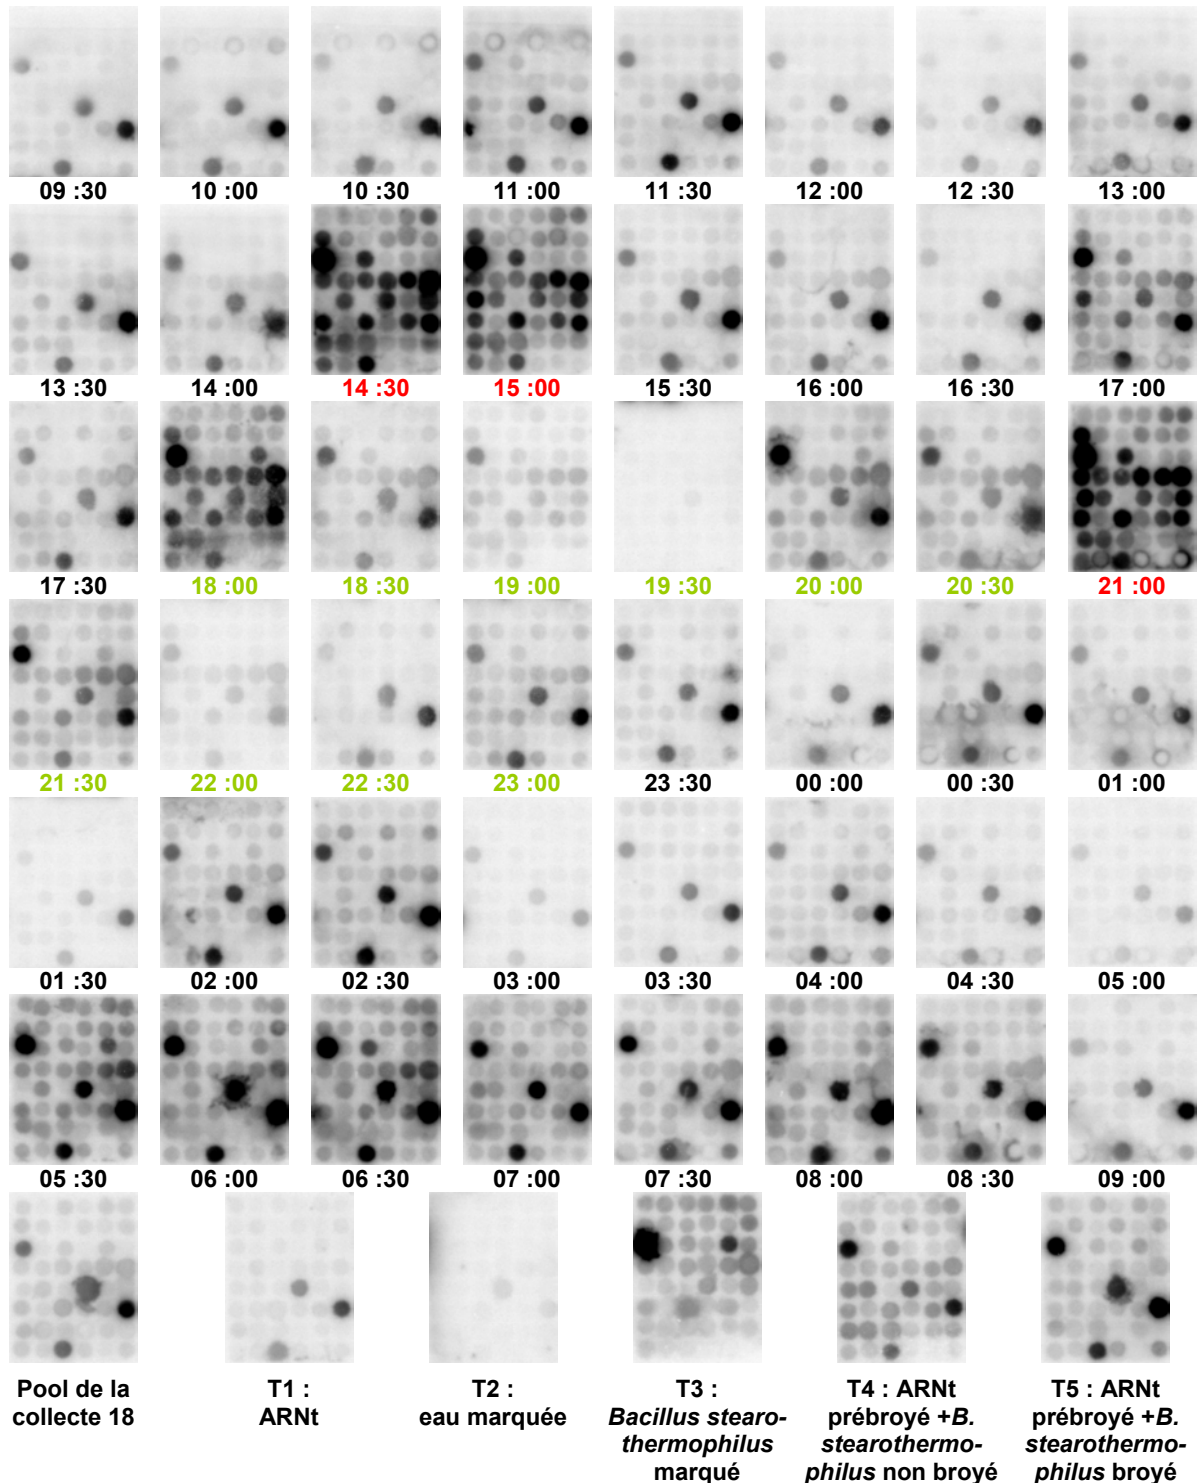 09 :30 10 :00 10 :30 11 :00 11 :30 12 :00 12 :30 13 :00
13 :30 14 :00 14 :30 15 :00 15 :30 16 :00 16 :30 17 :00
17 :30 18 :00 18 :30 19 :00 19 :30 20 :00 20 :30 21 :00
21 :30 22 :00 22 :30 23 :00 23 :30 00 :00 00 :30 01 :00
01 :30 02 :00 02 :30 03 :00 03 :30 04 :00 04 :30 05 :00
05 :30 06 :00 06 :30 07 :00 07 :30 08 :00 08 :30 09 :00
Pool de la
collecte 18
T1 :
ARNt
T2 :
eau marquée
T3 :
Bacillus stearo-
thermophilus
marqué
T4 : ARNt
prébroyé +B.
stearothermo-
philus non broyé
T5 : ARNt
prébroyé +B.
stearothermo-
philus broyé